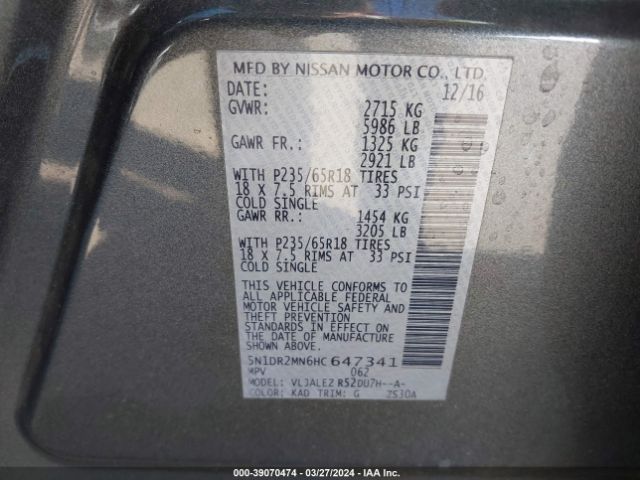 MFD BY NISSAN MOTOR CO., LTD.
DATE: 12/16
GVWR: 2715 KG
5986 LB
GAWR FR.: 1325 KG
2921 LB
WITH P235/65R18 TIRES
18 X 7.5 RIMS AT 33 PSI
COLD SINGLE
GAWR RR.: 1454 KG
3205 LB
WITH P235/65R18 TIRES
18 X 7.5 RIMS AT 33 PSI
COLD SINGLE
THIS VEHICLE CONFORMS TO
ALL APPLICABLE FEDERAL
MOTOR VEHICLE SAFETY AND
THEFT PREVENTION
STANDARDS IN EFFECT ON
THE DATE OF MANUFACTURE
SHOWN ABOVE.
5N1DR2MN6HC647341
MPV 062
MODEL: R52DU7H--A-
COLOR: KAD TRIM: G 2530A
000-39070474 — 03/27/2024 — IAA Inc.